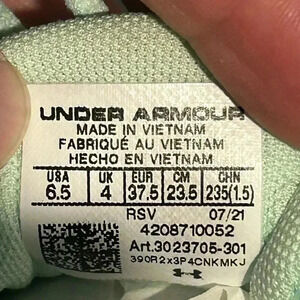 UNDER ARMOUR
MADE IN VIETNAM
FABRIQUÉ AU VIETNAM
HECHO EN VIETNAM
USA UK EUR CM CHN
6.5 4 37.5 23.5 235(1.5)
RSV 07/21
4208710052
Art.3023705-301
390R2x3P4CNKMKJ